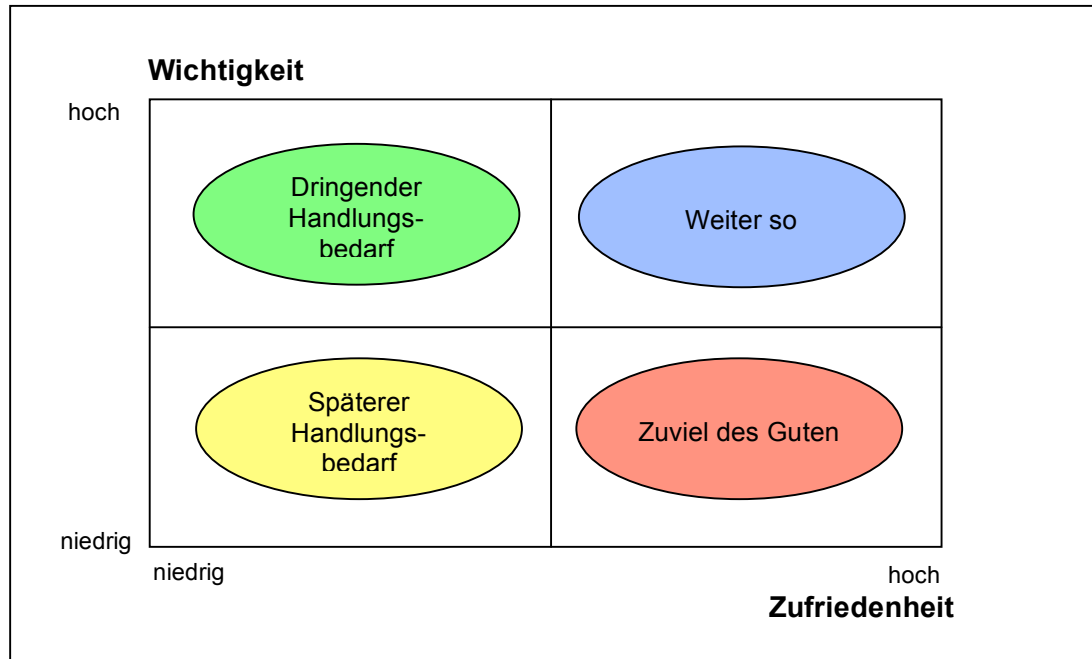 Wichtigkeit
hoch
Dringender
Handlungs-
bedarf
Weiter so
Späterer
Handlungs-
bedarf
Zuviel des Guten
niedrig
niedrig
hoch
Zufriedenheit